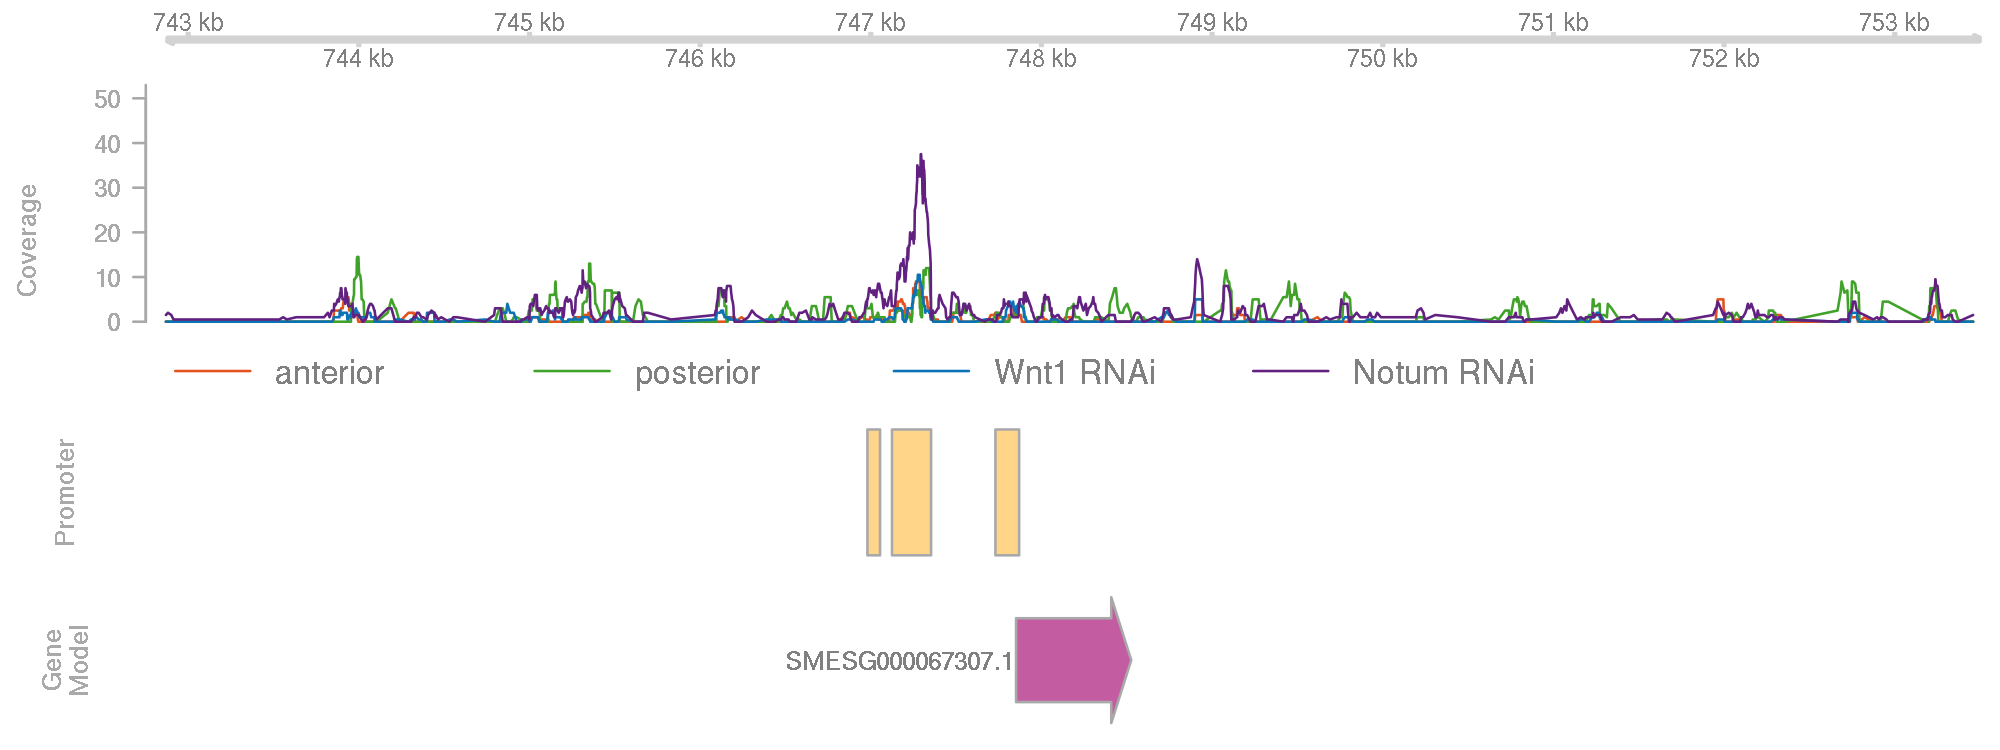 743 kb 745 kb 747 kb 749 kb 751 kb 753 kb
744 kb 746 kb 748 kb 750 kb 752 kb
50
40
30
20
10
0
Coverage
anterior posterior Wnt1 RNAi Notum RNAi
Promoter
Gene
Model
SMESG000067307.1